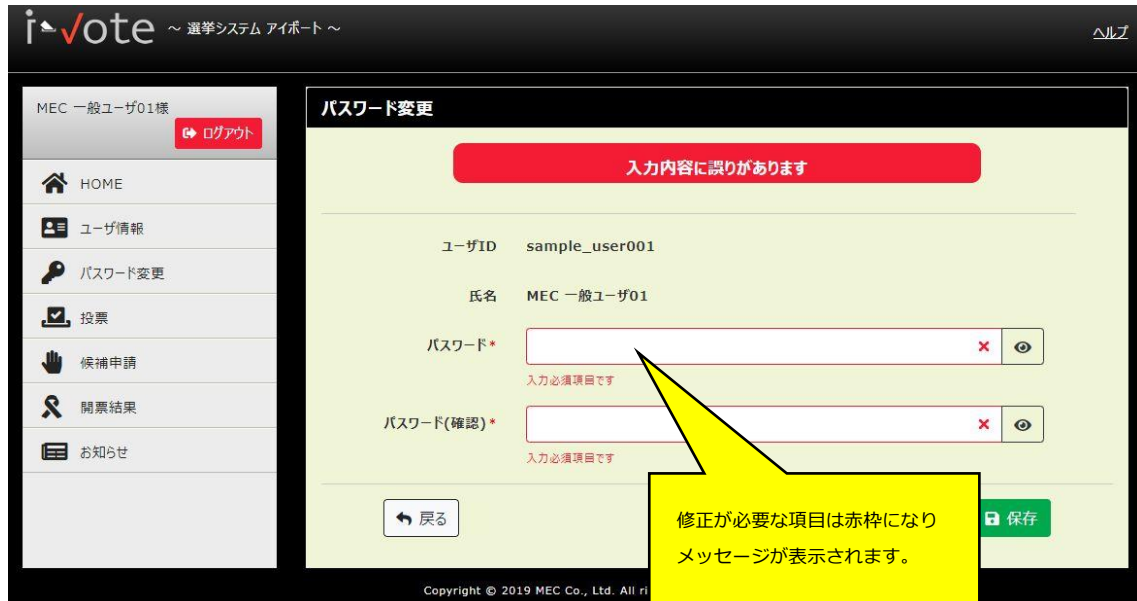 i-vote ～ 選挙システム アイボート ～
ヘルプ
MEC 一般ユーザ01様
ログアウト
HOME
ユーザ情報
パスワード変更
投票
候補申請
開票結果
お知らせ
パスワード変更
入力内容に誤りがあります
ユーザID sample_user001
氏名 MEC 一般ユーザ01
パスワード*
入力必須項目です
パスワード(確認)*
入力必須項目です
戻る
保存
修正が必要な項目は赤枠になり
メッセージが表示されます。
Copyright © 2019 MEC Co., Ltd. All